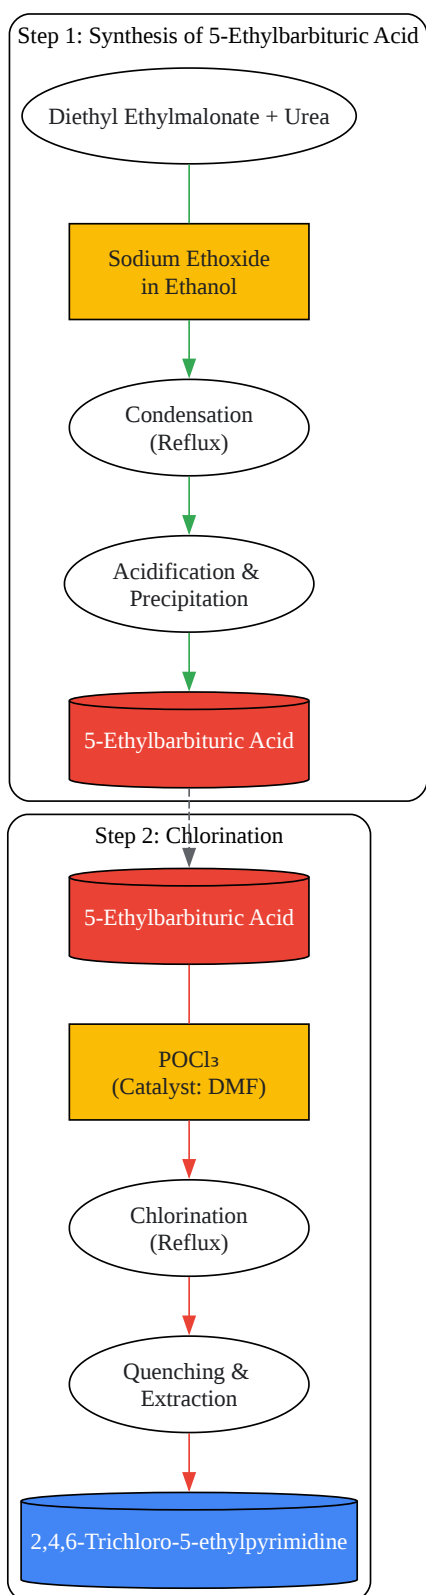 Step 1: Synthesis of 5-Ethylbarbituric Acid
Diethyl Ethylmalonate + Urea
Sodium Ethoxide
in Ethanol
Condensation
(Reflux)
Acidification &
Precipitation
5-Ethylbarbituric Acid
Step 2: Chlorination
5-Ethylbarbituric Acid
POCl₃
(Catalyst: DMF)
Chlorination
(Reflux)
Quenching &
Extraction
2,4,6-Trichloro-5-ethylpyrimidine